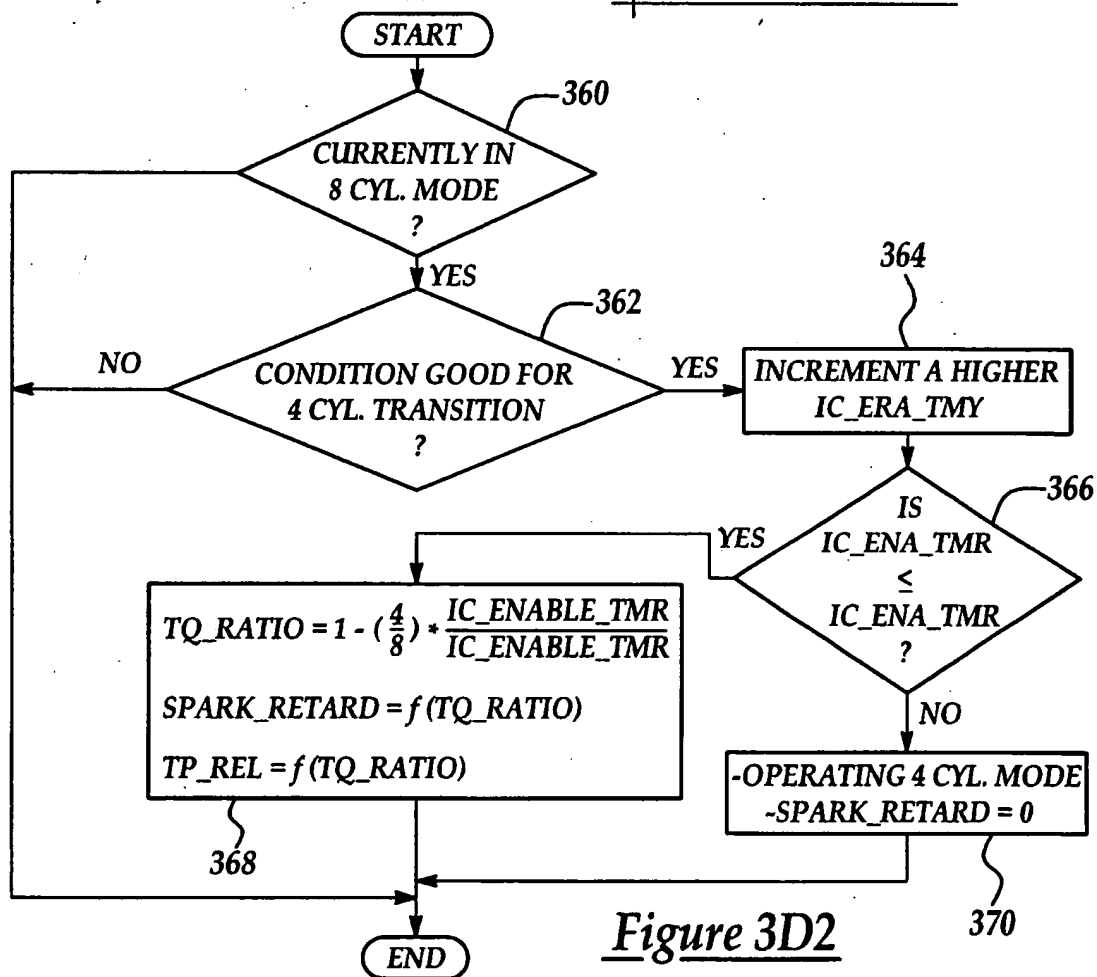 START
360
CURRENTLY IN
8 CYL. MODE
?
YES
362
CONDITION GOOD FOR
4 CYL. TRANSITION
?
NO
YES
364
INCREMENT A HIGHER
IC_ERA_TMY
366
IS
IC_ENA_TMR
≤
IC_ENA_TMR
?
YES
NO
TQ_RATIO = 1 - (4/8) * IC_ENABLE_TMR / IC_ENABLE_TMR
SPARK_RETARD = f (TQ_RATIO)
TP_REL = f (TQ_RATIO)
368
-OPERATING 4 CYL. MODE
-SPARK_RETARD = 0
370
END
Figure 3D2